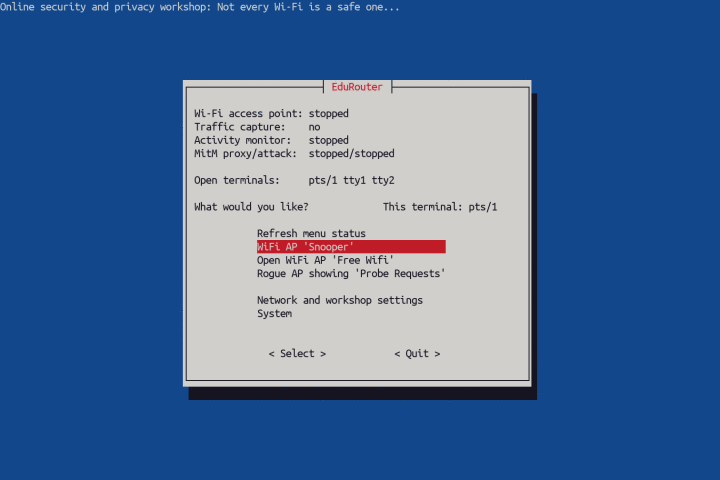 Online security and privacy workshop: Not every Wi-Fi is a safe one...
EduRouter
Wi-Fi access point: stopped
Traffic capture: no
Activity monitor: stopped
MitM proxy/attack: stopped/stopped
Open terminals: pts/1 tty1 tty2
What would you like? This terminal: pts/1
Refresh menu status
WiFi AP 'Snooper'
Open WiFi AP 'Free Wifi'
Rogue AP showing 'Probe Requests'
Network and workshop settings
System
< Select > < Quit >